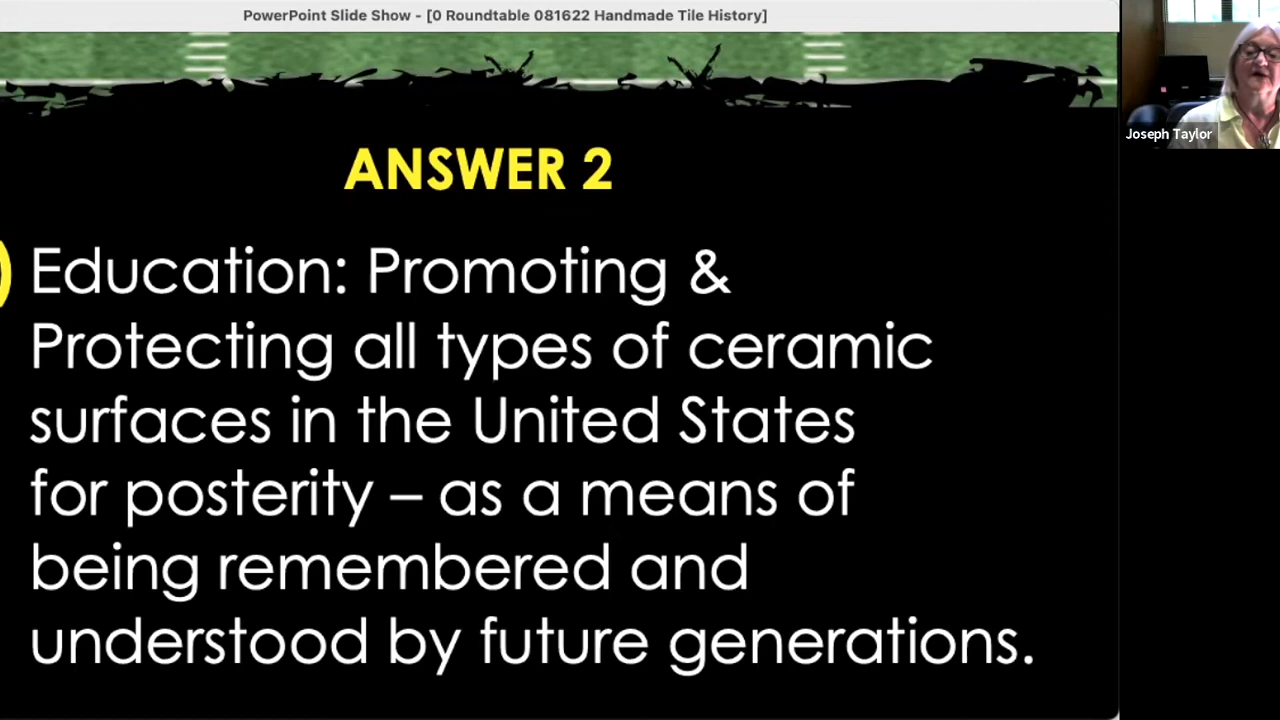 PowerPoint Slide Show - [0 Roundtable 081622 Handmade Tile History]
Joseph Taylor
ANSWER 2
) Education: Promoting &
Protecting all types of ceramic
surfaces in the United States
for posterity – as a means of
being remembered and
understood by future generations.